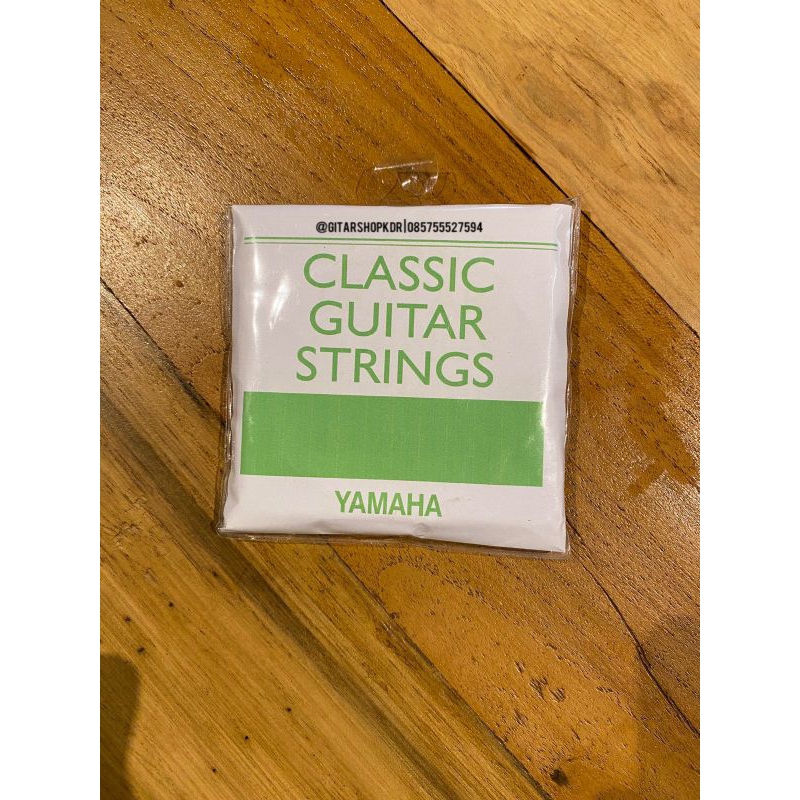 @GITARSHOPKDR|085755527594
CLASSIC
GUITAR
STRINGS
YAMAHA